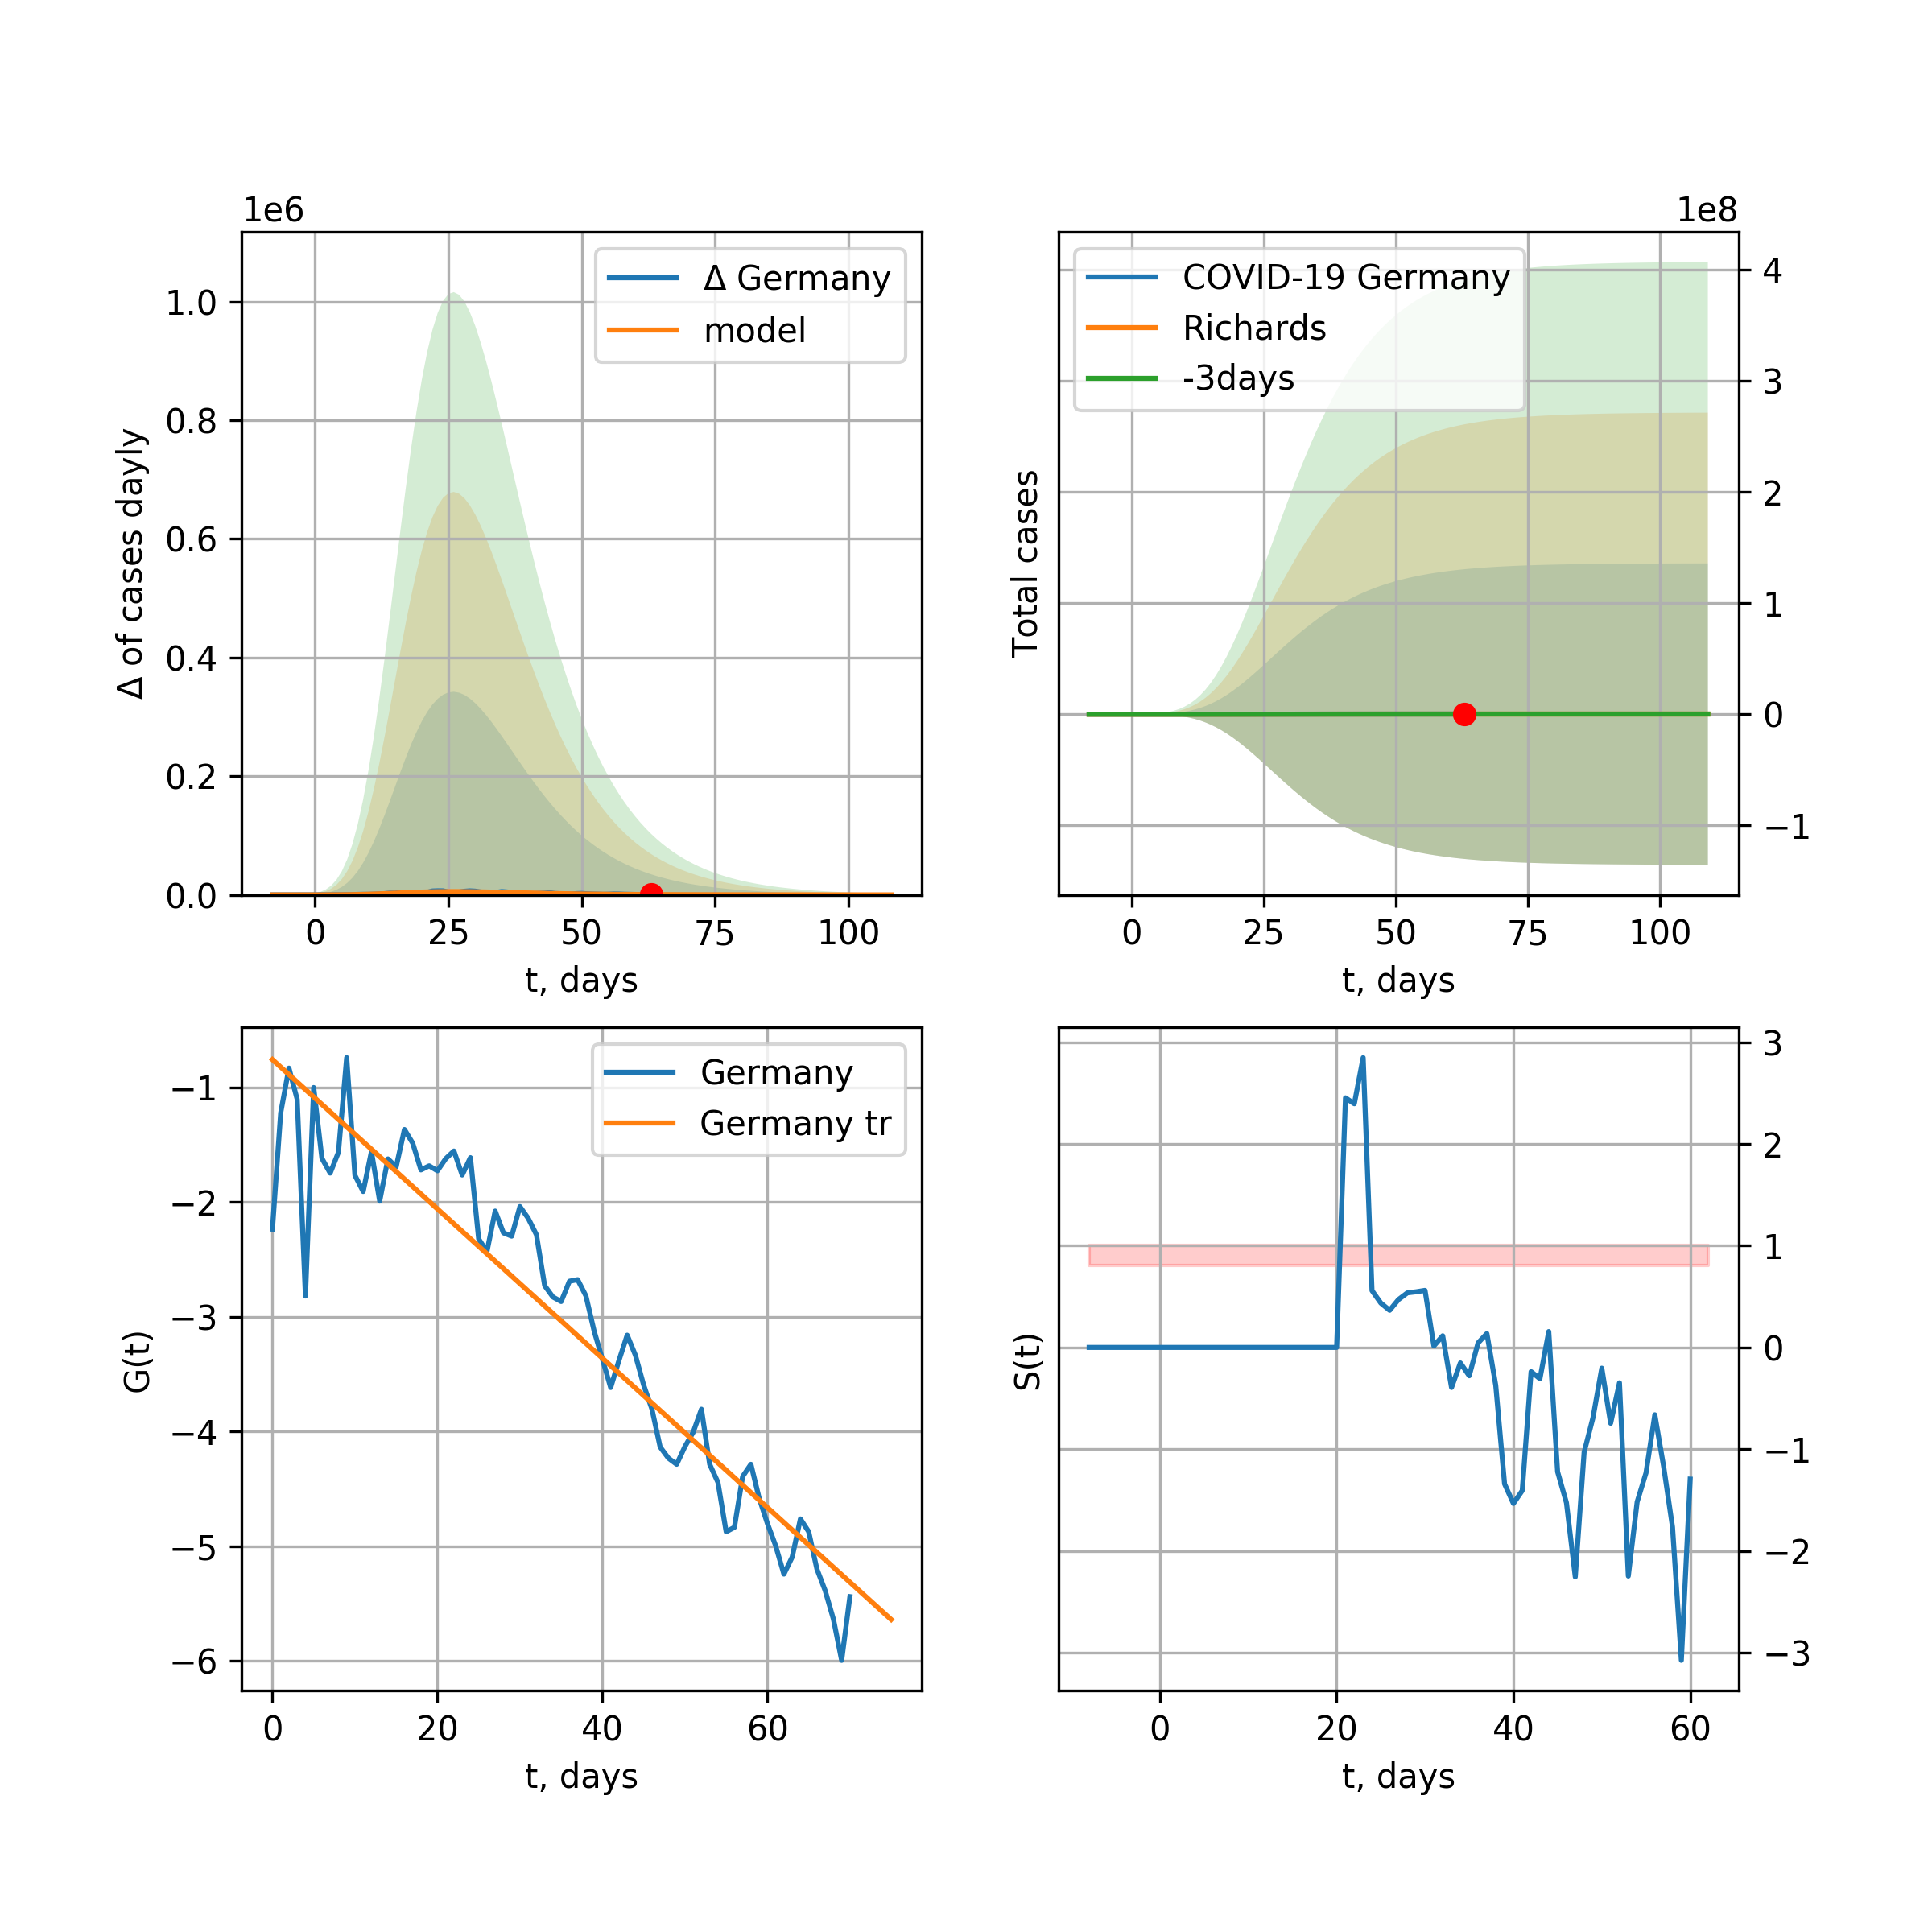 1e6
Δ of cases dayly
1.0
0.8
0.6
0.4
0.2
0.0
Δ Germany
model
0 25 50 75 100
t, days
1e8
Total cases
COVID-19 Germany
Richards
-3days
4
3
2
1
0
−1
0 25 50 75 100
t, days
G(t)
−1
−2
−3
−4
−5
−6
Germany
Germany tr
0 20 40 60
t, days
S(t)
3
2
1
0
−1
−2
−3
0 20 40 60
t, days